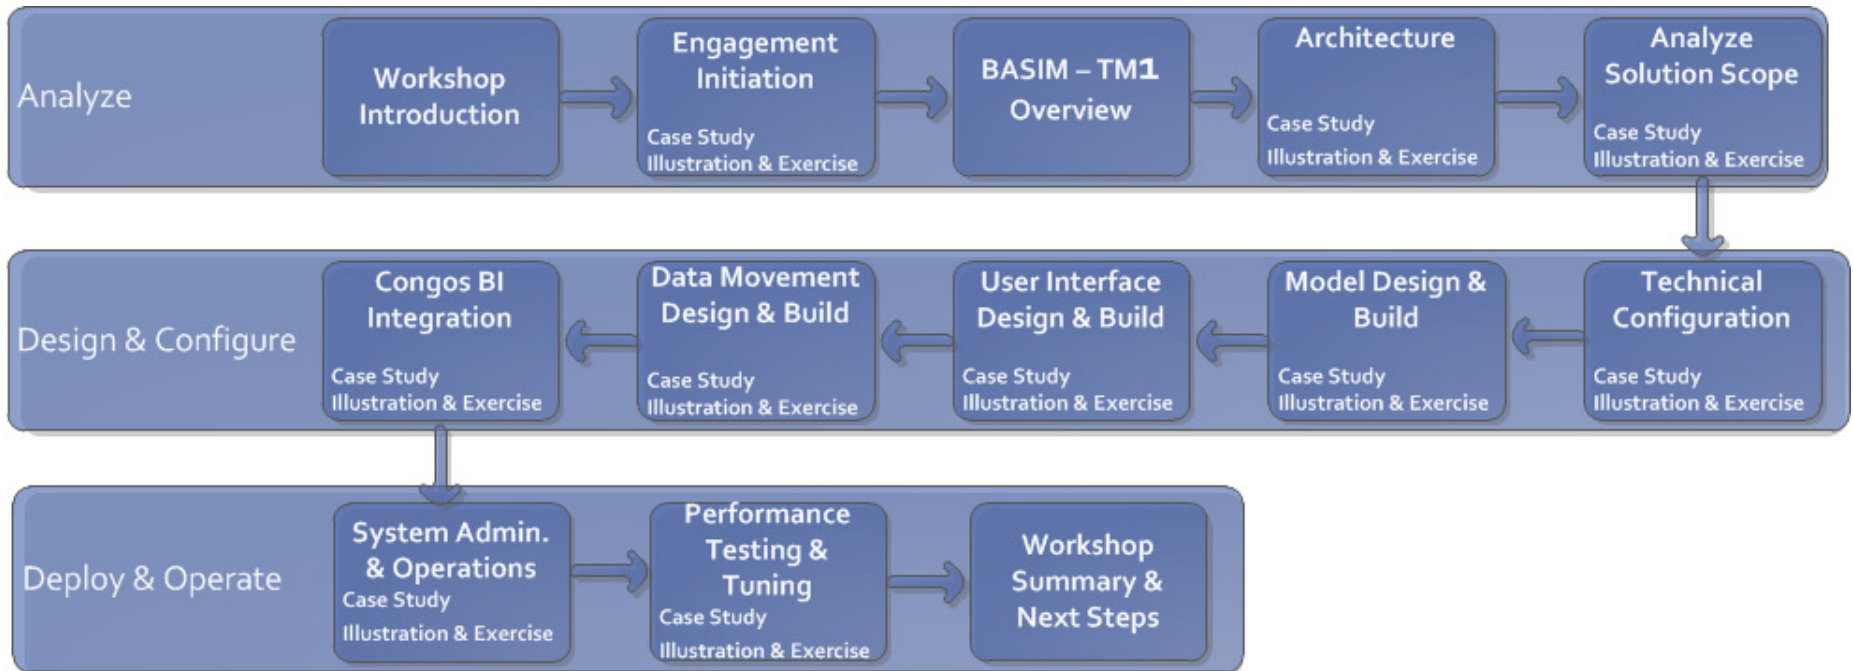 Analyze
Workshop
Introduction
Engagement
Initiation
Case Study
Illustration & Exercise
BASIM – TM1
Overview
Architecture
Case Study
Illustration & Exercise
Analyze
Solution Scope
Case Study
Illustration & Exercise
Design & Configure
Congos BI
Integration
Case Study
Illustration & Exercise
Data Movement
Design & Build
Case Study
Illustration & Exercise
User Interface
Design & Build
Case Study
Illustration & Exercise
Model Design &
Build
Case Study
Illustration & Exercise
Technical
Configuration
Case Study
Illustration & Exercise
Deploy & Operate
System Admin.
& Operations
Case Study
Illustration & Exercise
Performance
Testing &
Tuning
Case Study
Illustration & Exercise
Workshop
Summary &
Next Steps